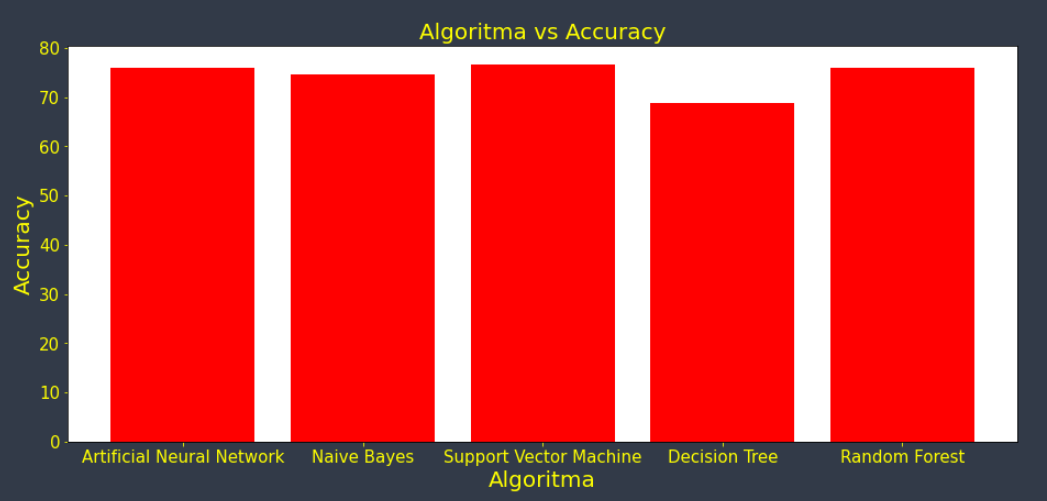 Algoritma vs Accuracy
80
70
60
50
40
30
20
10
0
Accuracy
Artificial Neural Network Naive Bayes Support Vector Machine Decision Tree Random Forest
Algoritma